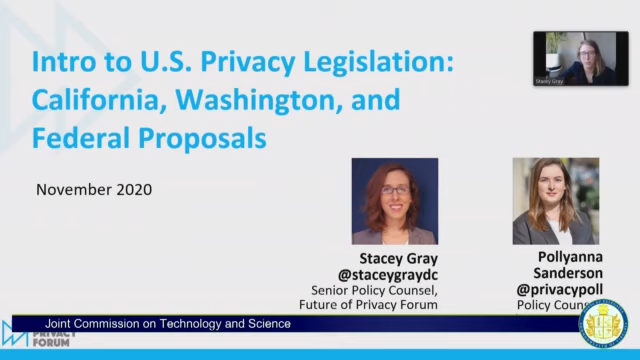 Intro to U.S. Privacy Legislation:
California, Washington, and
Federal Proposals
November 2020
Stacey Gray
Stacey Gray
@staceygraydc
Senior Policy Counsel,
Future of Privacy Forum
Pollyanna
Sanderson
@privacypoll
Policy
Joint Commission on Technology and Science
PRIVACY
FORUM